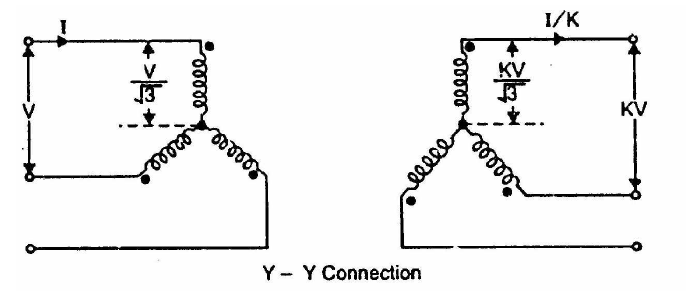 I
I/K
V
V
√3
KV
√3
KV
Y – Y Connection